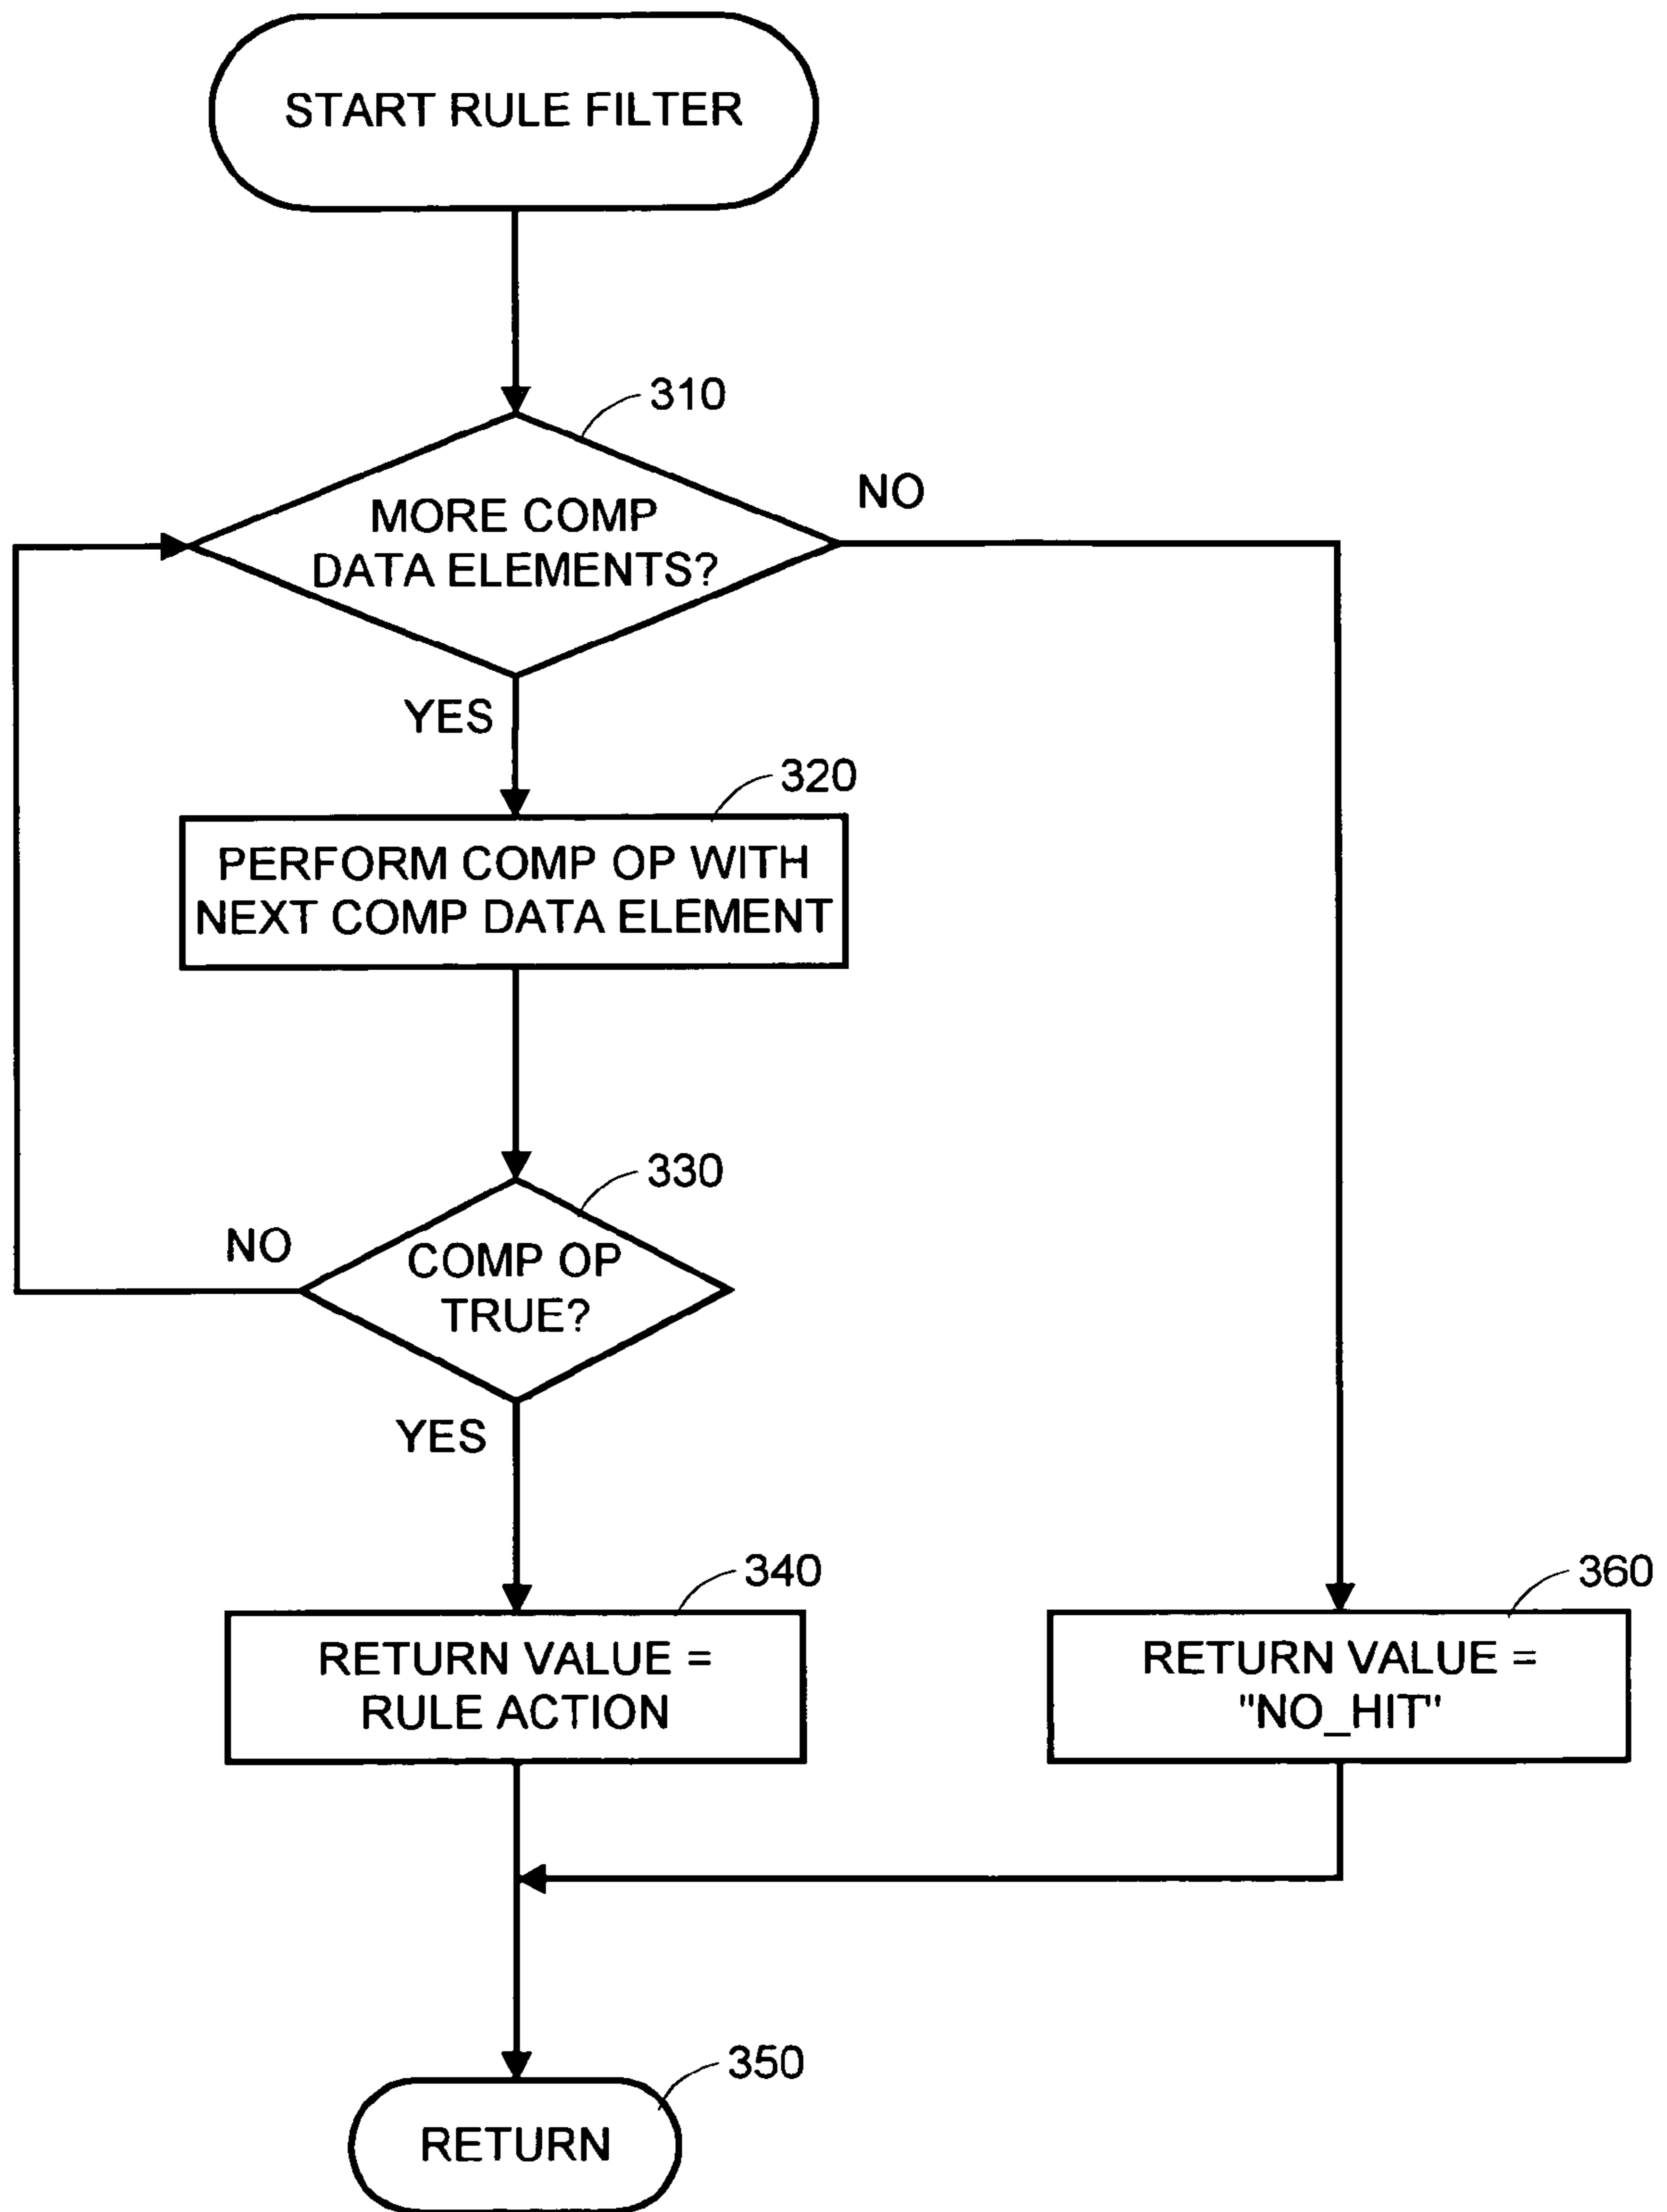 START RULE FILTER
310
MORE COMP
DATA ELEMENTS?
NO
YES
320
PERFORM COMP OP WITH
NEXT COMP DATA ELEMENT
330
NO
COMP OP
TRUE?
YES
340
RETURN VALUE =
RULE ACTION
360
RETURN VALUE =
"NO_HIT"
350
RETURN